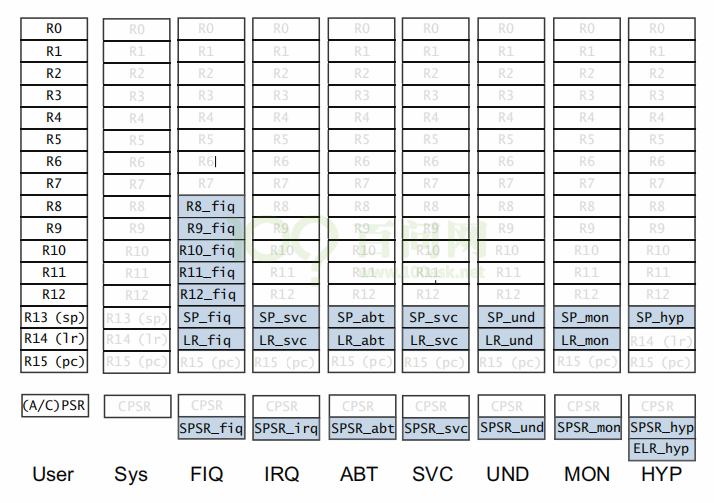 R0 R0 R0 R0 R0 R0 R0 R0 R0
R1 R1 R1 R1 R1 R1 R1 R1 R1
R2 R2 R2 R2 R2 R2 R2 R2 R2
R3 R3 R3 R3 R3 R3 R3 R3 R3
R4 R4 R4 R4 R4 R4 R4 R4 R4
R5 R5 R5 R5 R5 R5 R5 R5 R5
R6 R6 R6 R6 R6 R6 R6 R6 R6
R7 R7 R7 R7 R7 R7 R7 R7 R7
R8 R8 R8_fiq R8 R8 R8 R8 R8 R8
R9 R9 R9_fiq R9 R9 R9 R9 R9 R9
R10 R10 R10_fiq R10 R10 R10 R10 R10 R10
R11 R11 R11_fiq R11 R11 R11 R11 R11 R11
R12 R12 R12_fiq R12 R12 R12 R12 R12 R12
R13 (sp) R13 (sp) SP_fiq SP_svc SP_abt SP_svc SP_und SP_mon SP_hyp
R14 (lr) R14 (lr) LR_fiq LR_svc LR_abt LR_svc LR_und LR_mon R14 (lr)
R15 (pc) R15 (pc) R15 (pc) R15 (pc) R15 (pc) R15 (pc) R15 (pc) R15 (pc) R15 (pc)
(A/C)PSR CPSR CPSR CPSR CPSR CPSR CPSR CPSR CPSR
SPSR_fiq SPSR_irq SPSR_abt SPSR_svc SPSR_und SPSR_mon SPSR_hyp
ELR_hyp
User Sys FIQ IRQ ABT SVC UND MON HYP
百问网
www.100ask.net